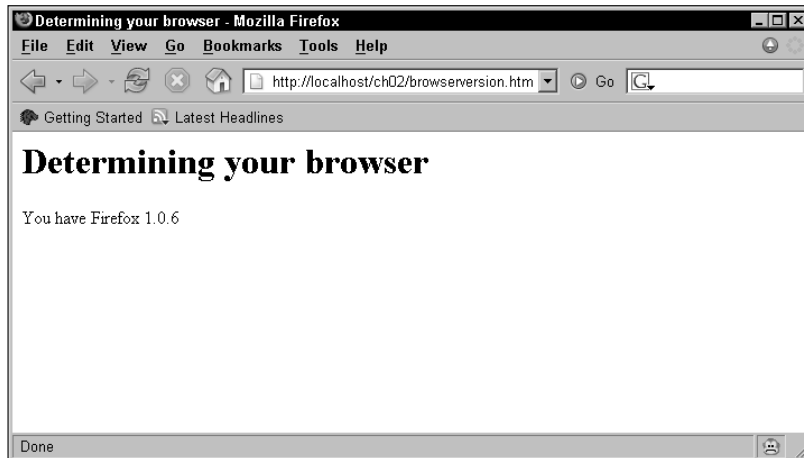 Determining your browser - Mozilla Firefox
File Edit View Go Bookmarks Tools Help
http://localhost/ch02/browserversion.htm Go G
Getting Started Latest Headlines
Determining your browser
You have Firefox 1.0.6
Done